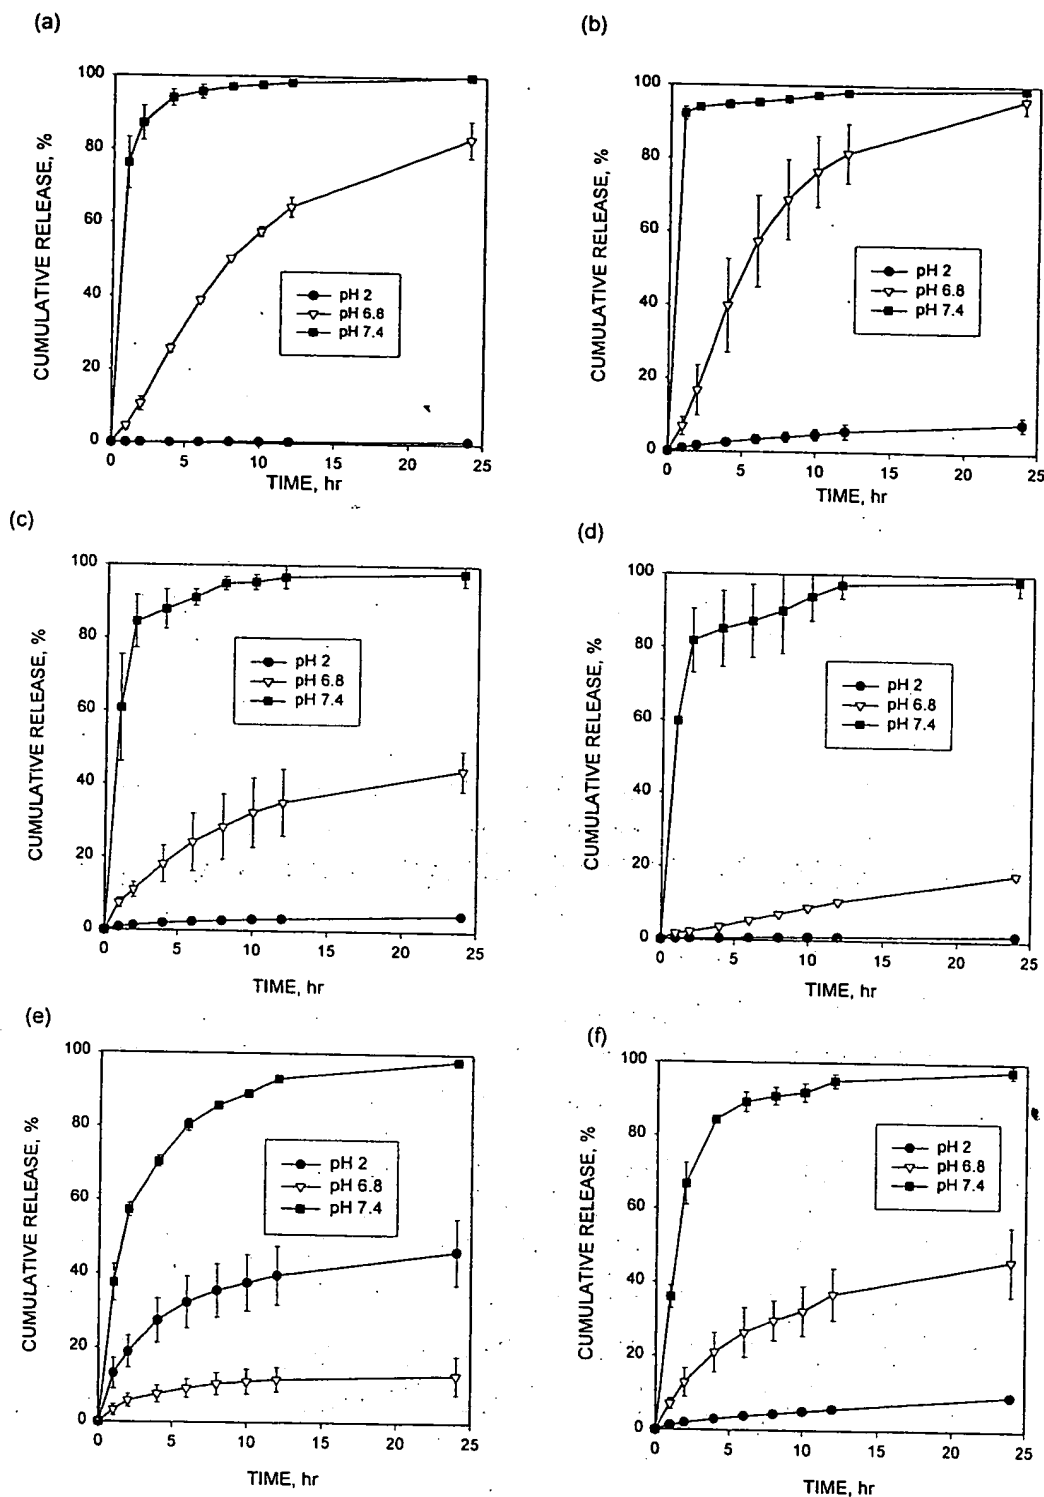 (a)
CUMULATIVE RELEASE, %
100
80
60
40
20
0
pH 2
pH 6.8
pH 7.4
0 5 10 15 20 25
TIME, hr
(b)
CUMULATIVE RELEASE, %
100
80
60
40
20
0
pH 2
pH 6.8
pH 7.4
0 5 10 15 20 25
TIME, hr
(c)
CUMULATIVE RELEASE, %
100
80
60
40
20
0
pH 2
pH 6.8
pH 7.4
0 5 10 15 20 25
TIME, hr
(d)
CUMULATIVE RELEASE, %
100
80
60
40
20
0
pH 2
pH 6.8
pH 7.4
0 5 10 15 20 25
TIME, hr
(e)
CUMULATIVE RELEASE, %
100
80
60
40
20
0
pH 2
pH 6.8
pH 7.4
0 5 10 15 20 25
TIME, hr
(f)
CUMULATIVE RELEASE, %
100
80
60
40
20
0
pH 2
pH 6.8
pH 7.4
0 5 10 15 20 25
TIME, hr